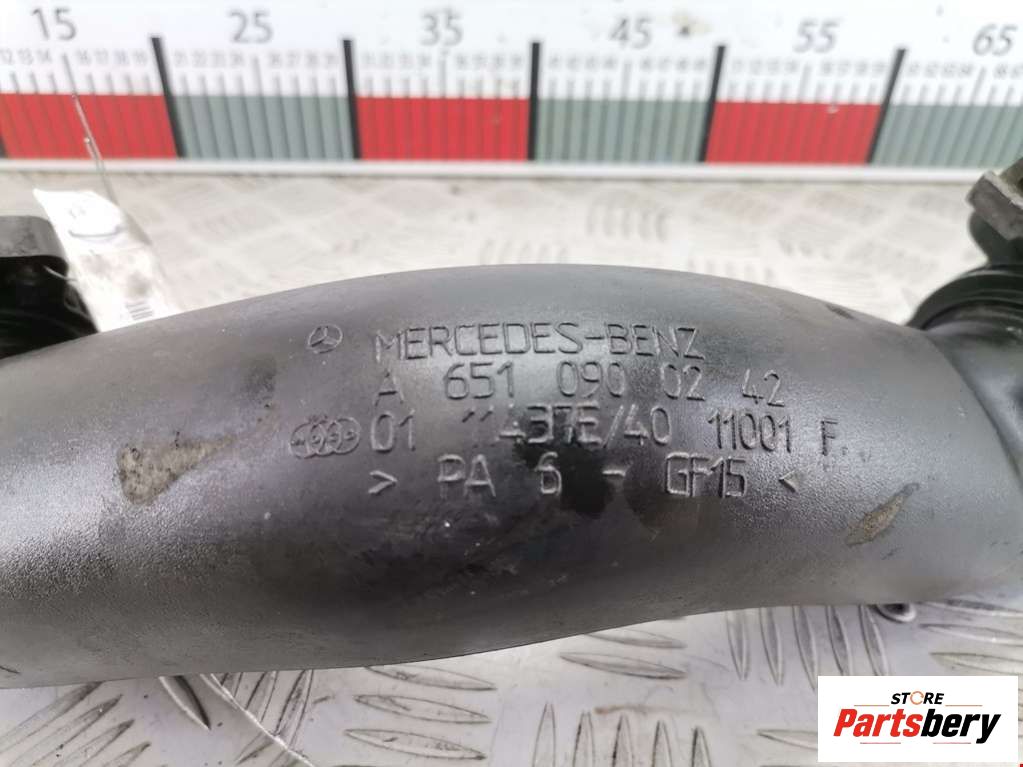 15 25 35 45 55 65
MERCEDES-BENZ
A 651 090 02 42
01 11437E/40 11001 F.
> PA 6 - GF15 <
STORE
Partsbery